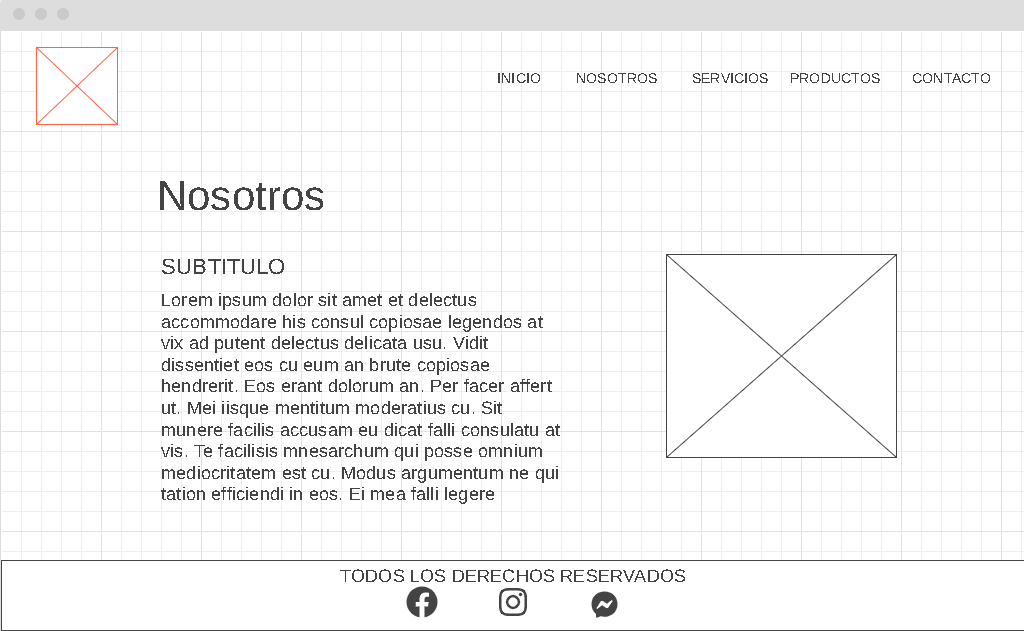 INICIO NOSOTROS SERVICIOS PRODUCTOS CONTACTO
Nosotros
SUBTITULO
Lorem ipsum dolor sit amet et delectus
accommodare his consul copiosae legendos at
vix ad putent delectus delicata usu. Vidit
dissentiet eos cu eum an brute copiosae
hendrerit. Eos erant dolorum an. Per facer affert
ut. Mei iisque mentitum moderatius cu. Sit
munere facilis accusam eu dicat falli consulatu at
vis. Te facilisis mnesarchum qui posse omnium
mediocritatem est cu. Modus argumentum ne qui
tation efficiendi in eos. Ei mea falli legere
TODOS LOS DERECHOS RESERVADOS